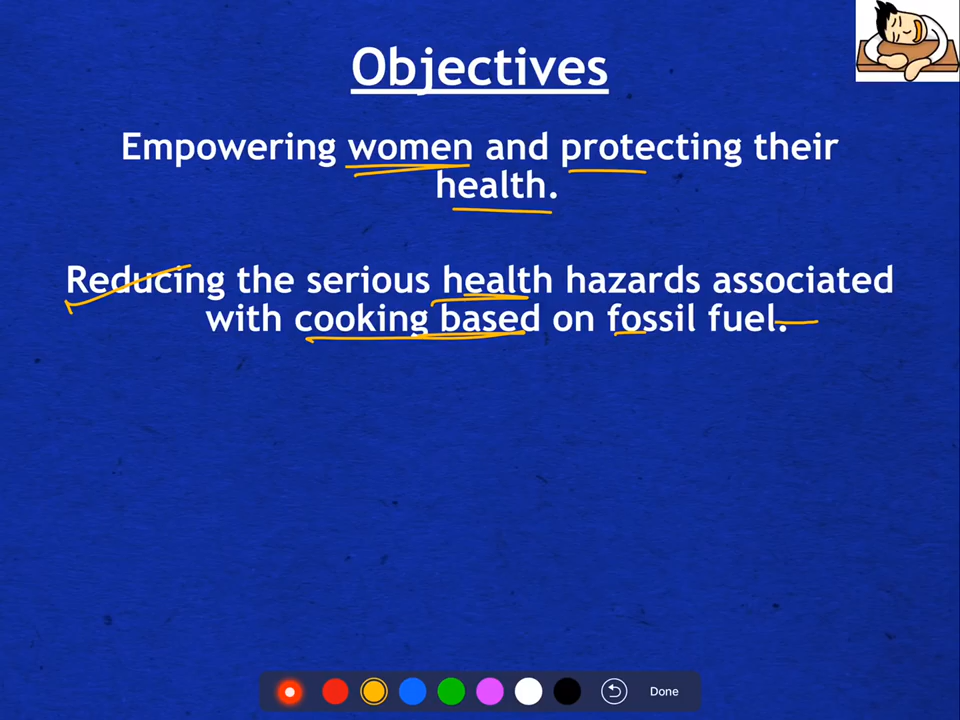 Objectives
Empowering women and protecting their
health.
Reducing the serious health hazards associated
with cooking based on fossil fuel.
Done